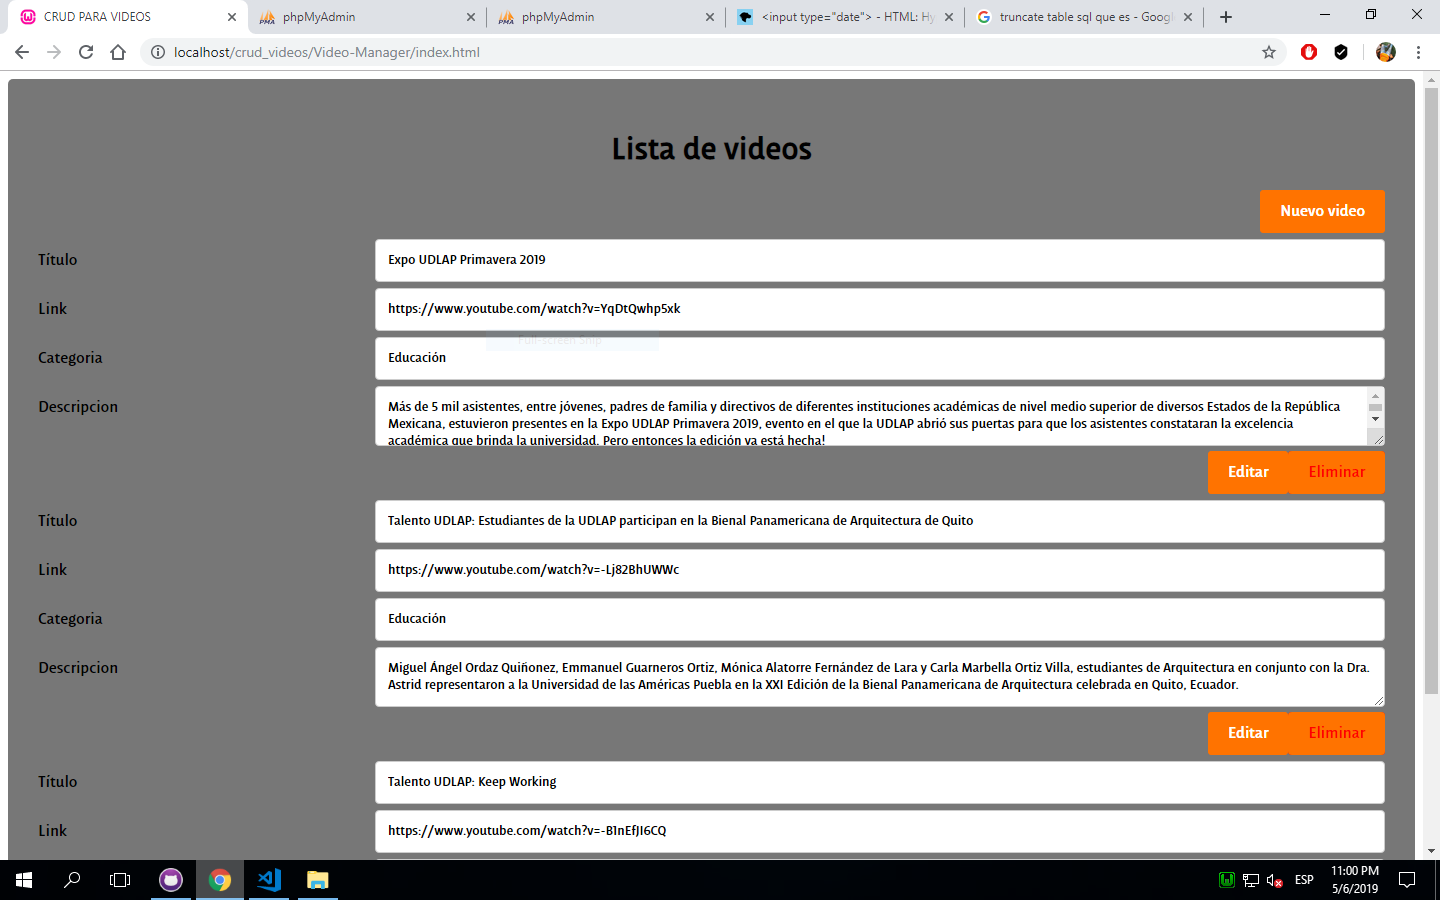 CRUD PARA VIDEOS
phpMyAdmin
phpMyAdmin
<input type="date"> - HTML: Hy
truncate table sql que es - Goog
localhost/crud_videos/Video-Manager/index.html
Lista de videos
Nuevo video
Título
Expo UDLAP Primavera 2019
Link
https://www.youtube.com/watch?v=YqDtQwhp5xk
Full-screen Snip
Categoria
Educación
Descripcion
Más de 5 mil asistentes, entre jóvenes, padres de familia y directivos de diferentes instituciones académicas de nivel medio superior de diversos Estados de la República
Mexicana, estuvieron presentes en la Expo UDLAP Primavera 2019, evento en el que la UDLAP abrió sus puertas para que los asistentes constataran la excelencia
académica que brinda la universidad. Pero entonces la edición ya está hecha!
Editar
Eliminar
Título
Talento UDLAP: Estudiantes de la UDLAP participan en la Bienal Panamericana de Arquitectura de Quito
Link
https://www.youtube.com/watch?v=-Lj82BhUWWc
Categoria
Educación
Descripcion
Miguel Ángel Ordaz Quiñonez, Emmanuel Guarneros Ortiz, Mónica Alatorre Fernández de Lara y Carla Marbella Ortiz Villa, estudiantes de Arquitectura en conjunto con la Dra.
Astrid representaron a la Universidad de las Américas Puebla en la XXI Edición de la Bienal Panamericana de Arquitectura celebrada en Quito, Ecuador.
Editar
Eliminar
Título
Talento UDLAP: Keep Working
Link
https://www.youtube.com/watch?v=-B1nEfJI6CQ
ESP
11:00 PM
5/6/2019